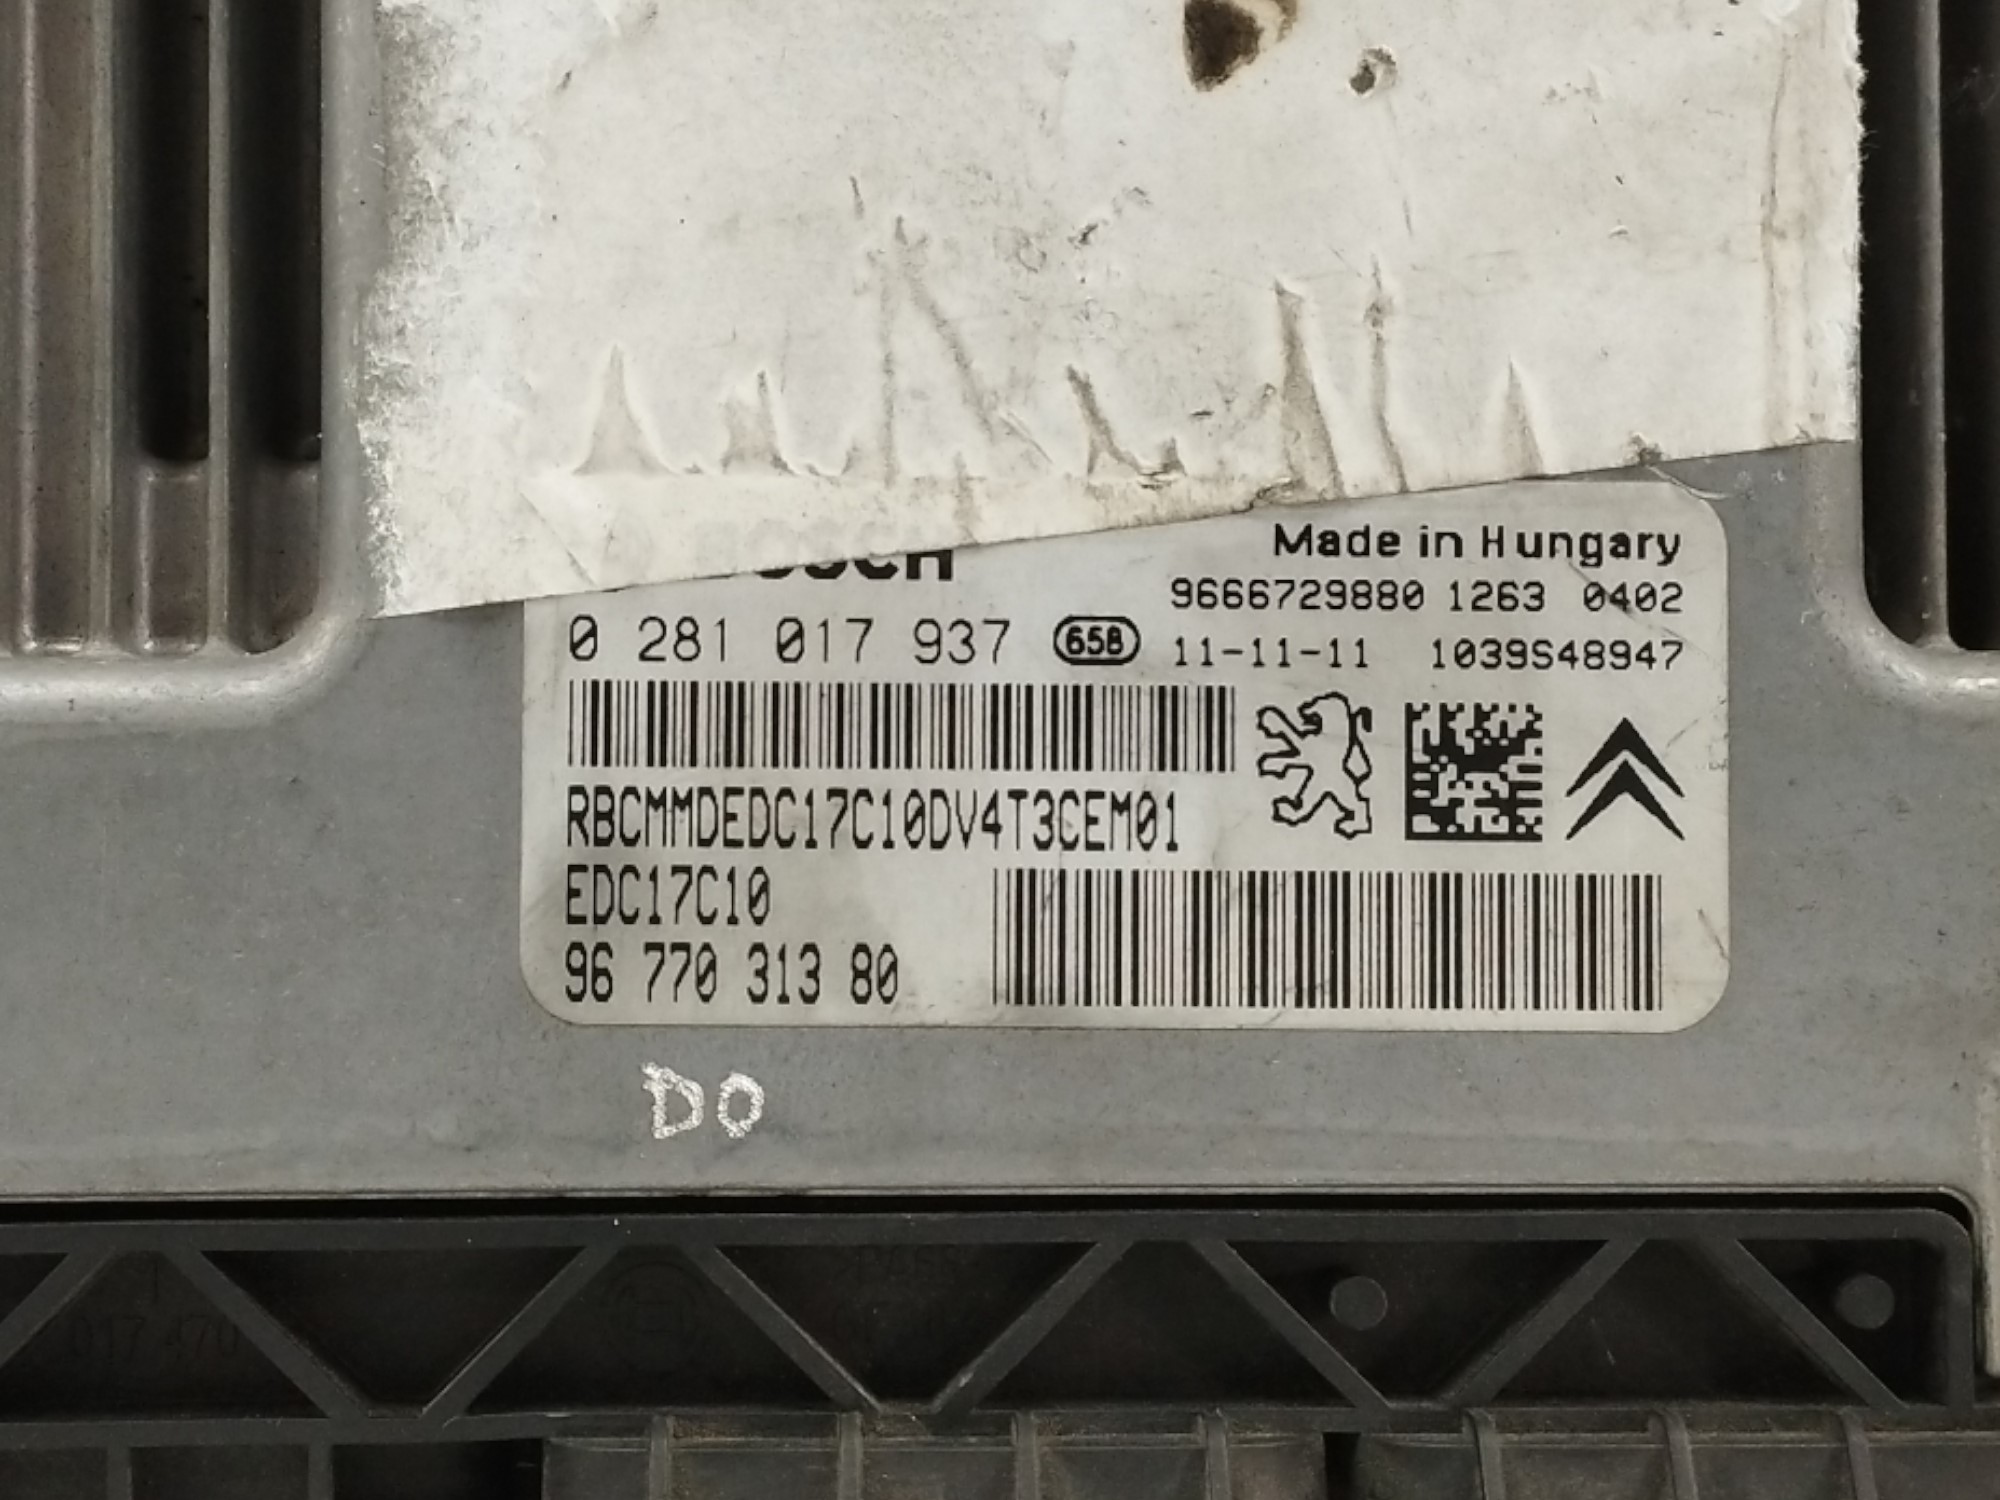 BOSCH
Made in Hungary
9666729880 1263 0402
0 281 017 937 658 11-11-11 1039S48947
RBCMMDEDC17C10DV4T3CEM01
EDC17C10
96 770 313 80
DO